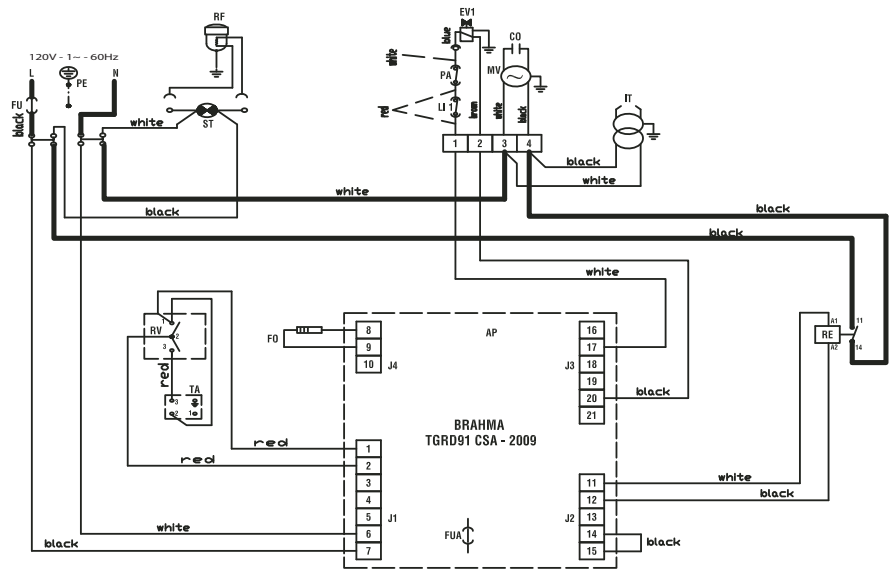 RF
EV1
120V - 1~ - 60Hz
L
PE
N
FU
black
white
ST
blue
white
PA
red
LI 1
brown
CO
MV
white
black
IT
1 2 3 4
black
white
white
black
black
black
white
1
RV
2
3
red
TA
3
2 1
FO
8
9
10
J4
AP
16
17
18
19
20
21
J3
black
A1
11
RE
A2
14
BRAHMA
TGRD91 CSA - 2009
red
red
1
2
3
4
5
6
7
J1
white
black
FUA
11
12
13
14
15
J2
white
black
black